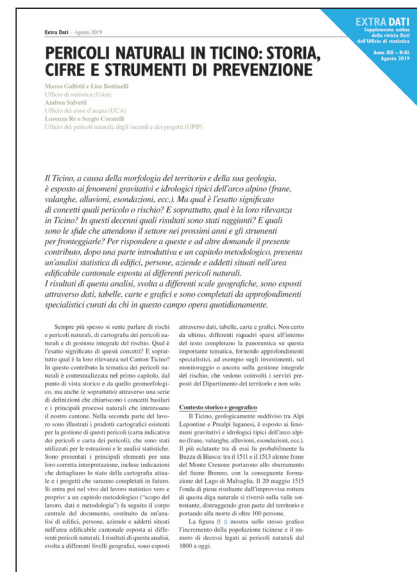 EXTRA DATI
Supplemento online
della rivista Dati
dell'Ufficio di statistica
Anno XIX – N.02
Agosto 2019
Extra Dati - Agosto 2019
PERICOLI NATURALI IN TICINO: STORIA,
CIFRE E STRUMENTI DI PREVENZIONE
Mauro Galfetti e Lisa Bottinelli
Ufficio di statistica (Ustat)
Andrea Salvetti
Ufficio dei corsi d'acqua (UCA)
Lorenza Re e Sergio Coratelli
Ufficio dei pericoli naturali, degli incendi e dei progetti (UPIP)
Il Ticino, a causa della morfologia del territorio e della sua geologia,
è esposto ai fenomeni gravitativi e idrologici tipici dell'arco alpino (frane,
valanghe, alluvioni, esondazioni, ecc.). Ma qual è l'esatto significato
di concetti quali pericolo o rischio? E soprattutto, qual è la loro rilevanza
in Ticino? In questi decenni quali risultati sono stati raggiunti? E quali
sono le sfide che attendono il settore nei prossimi anni e gli strumenti
per fronteggiarle? Per rispondere a queste e ad altre domande il presente
contributo, dopo una parte introduttiva e un capitolo metodologico, presenta
un'analisi statistica di edifici, persone, aziende e addetti situati nell'area
edificabile cantonale esposta ai differenti pericoli naturali.
I risultati di questa analisi, svolta a differenti scale geografiche, sono esposti
attraverso dati, tabelle, carte e grafici e sono completati da approfondimenti
specialistici curati da chi in questo campo opera quotidianamente.
Sempre più spesso si sente parlare di rischi
e pericoli naturali, di cartografia dei pericoli na-
turali e di gestione integrale del rischio. Qual è
l'esatto significato di questi concetti? E soprat-
tutto qual è la loro rilevanza nel Canton Ticino?
In questo contributo la tematica dei pericoli na-
turali è contestualizzata nel primo capitolo, dal
punto di vista storico e da quello geomorfologi-
co, ma anche (e soprattutto) attraverso una serie
di definizioni che chiariscono i concetti basilari
e i principali processi naturali che interessano
il nostro cantone. Nella seconda parte del lavo-
ro sono illustrati i prodotti cartografici esistenti
per la gestione di questi pericoli (carta indicativa
dei pericoli e carta dei pericoli), che sono stati
utilizzati per le estrazioni e le analisi statistiche.
Sono presentati i principali elementi per una
loro corretta interpretazione, incluse indicazioni
che dettagliano lo stato della cartografia attua-
le e i progetti che saranno completati in futuro.
Si entra poi nel vivo del lavoro statistico vero e
proprio: a un capitolo metodologico ("scopo del
lavoro, dati e metodologia") fa seguito il corpo
centrale del documento, costituito da un'ana-
lisi di edifici, persone, aziende e addetti situati
nell'area edificabile cantonale esposta ai diffe-
renti pericoli naturali. I risultati di questa analisi,
svolta a differenti livelli geografici, sono esposti
attraverso dati, tabelle, carte e grafici. Non certo
da ultimo, differenti riquadri sparsi all'interno
del testo completano la panoramica su questa
importante tematica, fornendo approfondimenti
specialistici, ad esempio sugli investimenti, sul
monitoraggio o ancora sulla gestione integrale
del rischio, che vedono coinvolti i servizi pre-
posti del Dipartimento del territorio e non solo.
Contesto storico e geografico
Il Ticino, geologicamente suddiviso tra Alpi
Lepontine e Prealpi luganesi, è esposto ai feno-
meni gravitativi e idrologici tipici dell'arco alpi-
no (frane, valanghe, alluvioni, esondazioni, ecc.).
Il più eclatante tra di essi fu probabilmente la
Buzza di Biasca: tra il 1511 e il 1513 alcune frane
del Monte Crenone portarono allo sbarramento
del fiume Brenno, con la conseguente forma-
zione del Lago di Malvaglia. Il 20 maggio 1515
l'onda di piena risultante dall'improvvisa rottura
di questa diga naturale si riversò sulla valle sot-
tostante, distruggendo gran parte del territorio e
portando alla morte di oltre 100 persone.
La figura [F. 1] mostra sullo stesso grafico
l'incremento della popolazione ticinese e il nu-
mero di decessi legati ai pericoli naturali dal
1800 a oggi.